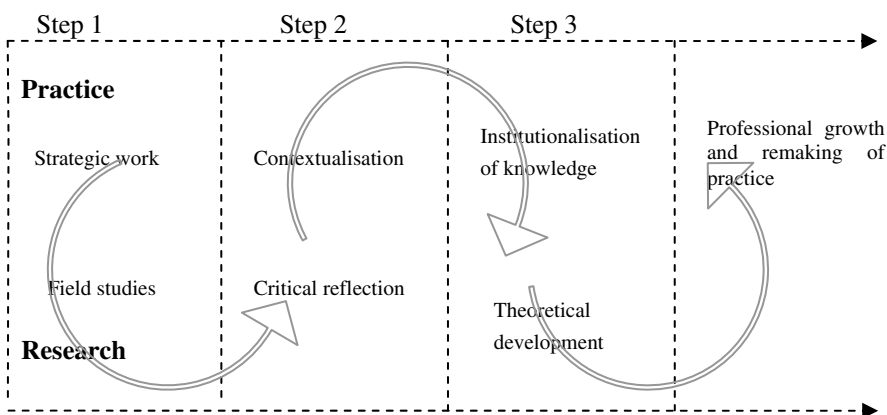 Step 1
Step 2
Step 3
Practice
Strategic work
Contextualisation
Institutionalisation
of knowledge
Professional growth
and remaking of
practice
Field studies
Critical reflection
Theoretical
development
Research